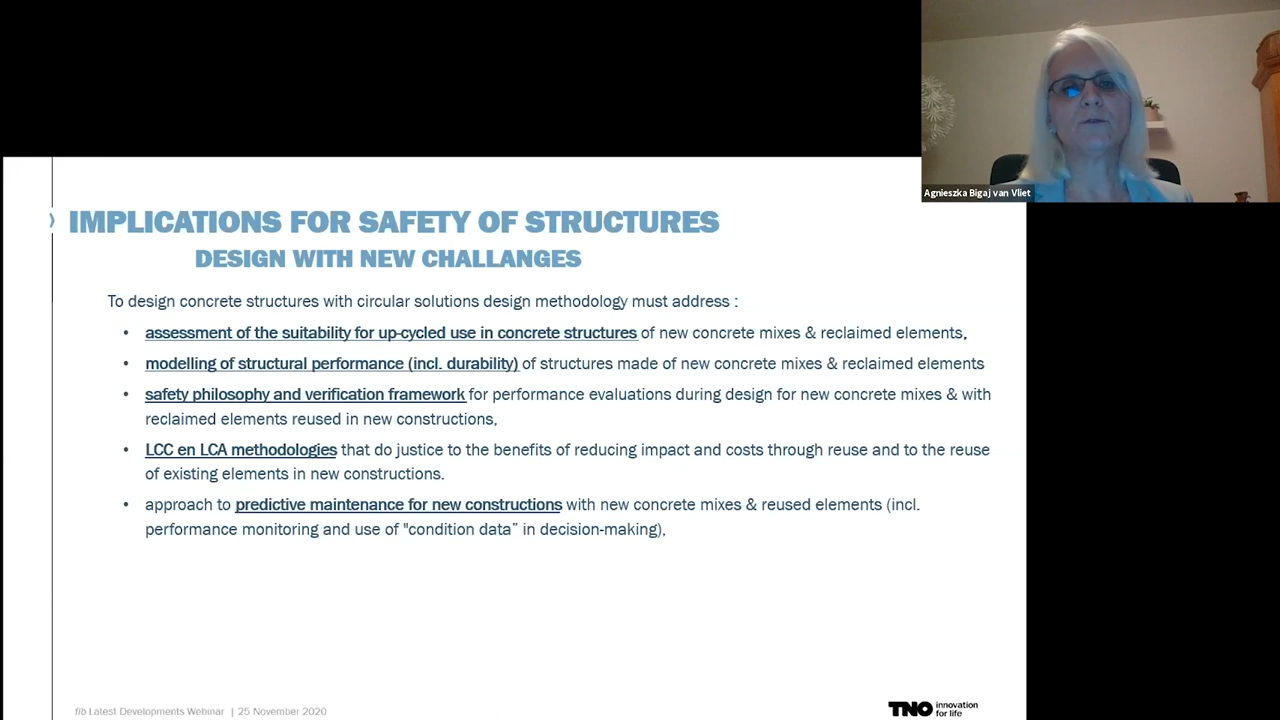 Agnieszka Bigaj van Vliet
IMPLICATIONS FOR SAFETY OF STRUCTURES
DESIGN WITH NEW CHALLANGES
To design concrete structures with circular solutions design methodology must address :
• assessment of the suitability for up-cycled use in concrete structures of new concrete mixes & reclaimed elements,
• modelling of structural performance (incl. durability) of structures made of new concrete mixes & reclaimed elements
• safety philosophy and verification framework for performance evaluations during design for new concrete mixes & with
reclaimed elements reused in new constructions,
• LCC en LCA methodologies that do justice to the benefits of reducing impact and costs through reuse and to the reuse
of existing elements in new constructions.
• approach to predictive maintenance for new constructions with new concrete mixes & reused elements (incl.
performance monitoring and use of "condition data” in decision-making),
fib Latest Developments Webinar | 25 November 2020
TNO innovation
for life